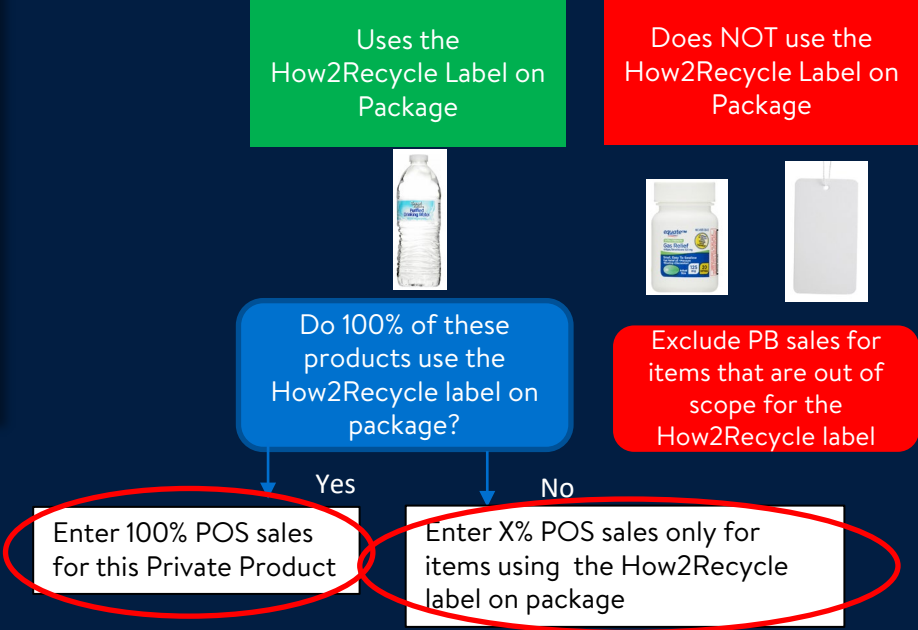 Uses the
How2Recycle Label on
Package
Does NOT use the
How2Recycle Label on
Package
equate
Gas Relief
Do 100% of these
products use the
How2Recycle label on
package?
Exclude PB sales for
items that are out of
scope for the
How2Recycle label
Yes
No
Enter 100% POS sales
for this Private Product
Enter X% POS sales only for
items using the How2Recycle
label on package